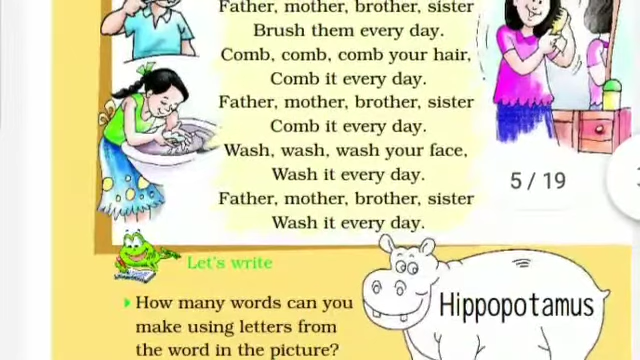 Father, mother, brother, sister
Brush them every day.
Comb, comb, comb your hair,
Comb it every day.
Father, mother, brother, sister
Comb it every day.
Wash, wash, wash your face,
Wash it every day.
Father, mother, brother, sister
Wash it every day.
5 / 19
Let's write
How many words can you
make using letters from
the word in the picture?
Hippopotamus